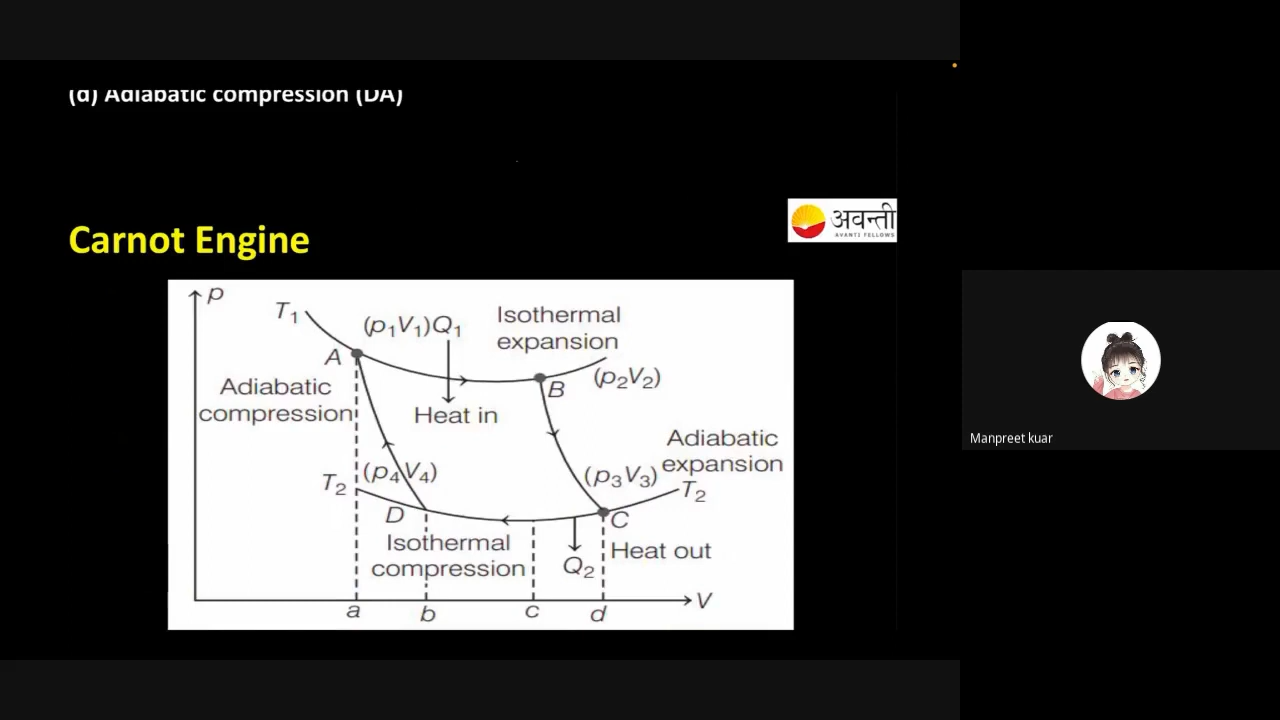 (d) Adiabatic compression (DA)
अवन्ती
AVANTI FELLOWS
Carnot Engine
p
T₁
(p₁V₁)Q₁
Isothermal
expansion
A
B
(p₂V₂)
Adiabatic
compression
Heat in
Adiabatic
expansion
T₂
(p₄V₄)
(p₃V₃)
T₂
D
C
Isothermal
compression
Q₂
Heat out
V
a
b
c
d
Manpreet kuar